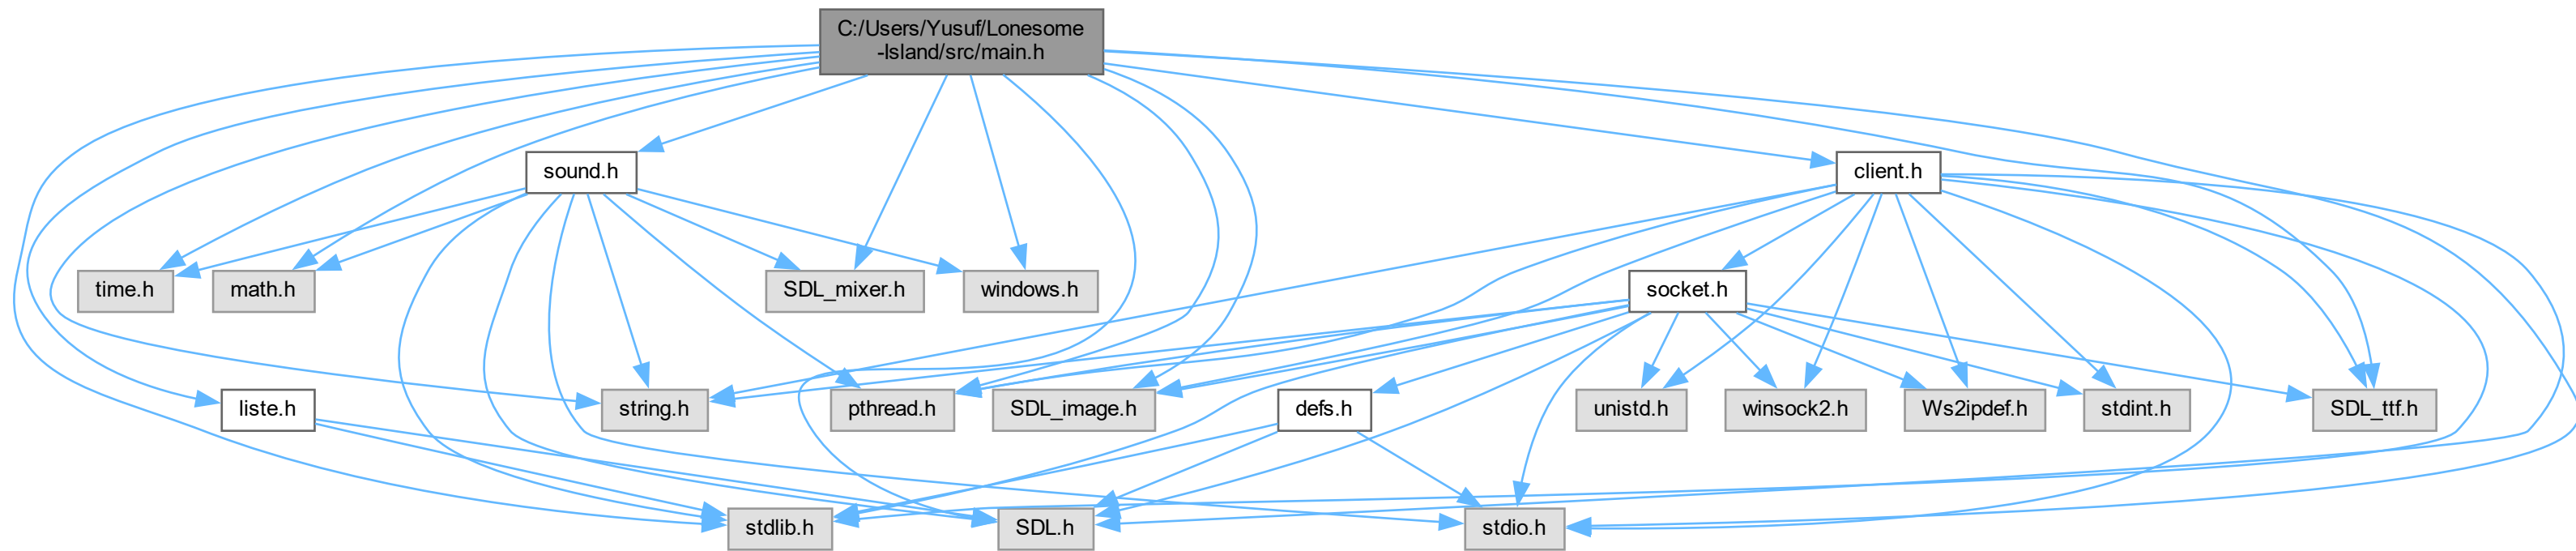 C:/Users/Yusuf/Lonesome
-Island/src/main.h
sound.h
client.h
time.h
math.h
SDL_mixer.h
windows.h
socket.h
liste.h
string.h
pthread.h
SDL_image.h
defs.h
unistd.h
winsock2.h
Ws2ipdef.h
stdint.h
SDL_ttf.h
stdlib.h
SDL.h
stdio.h